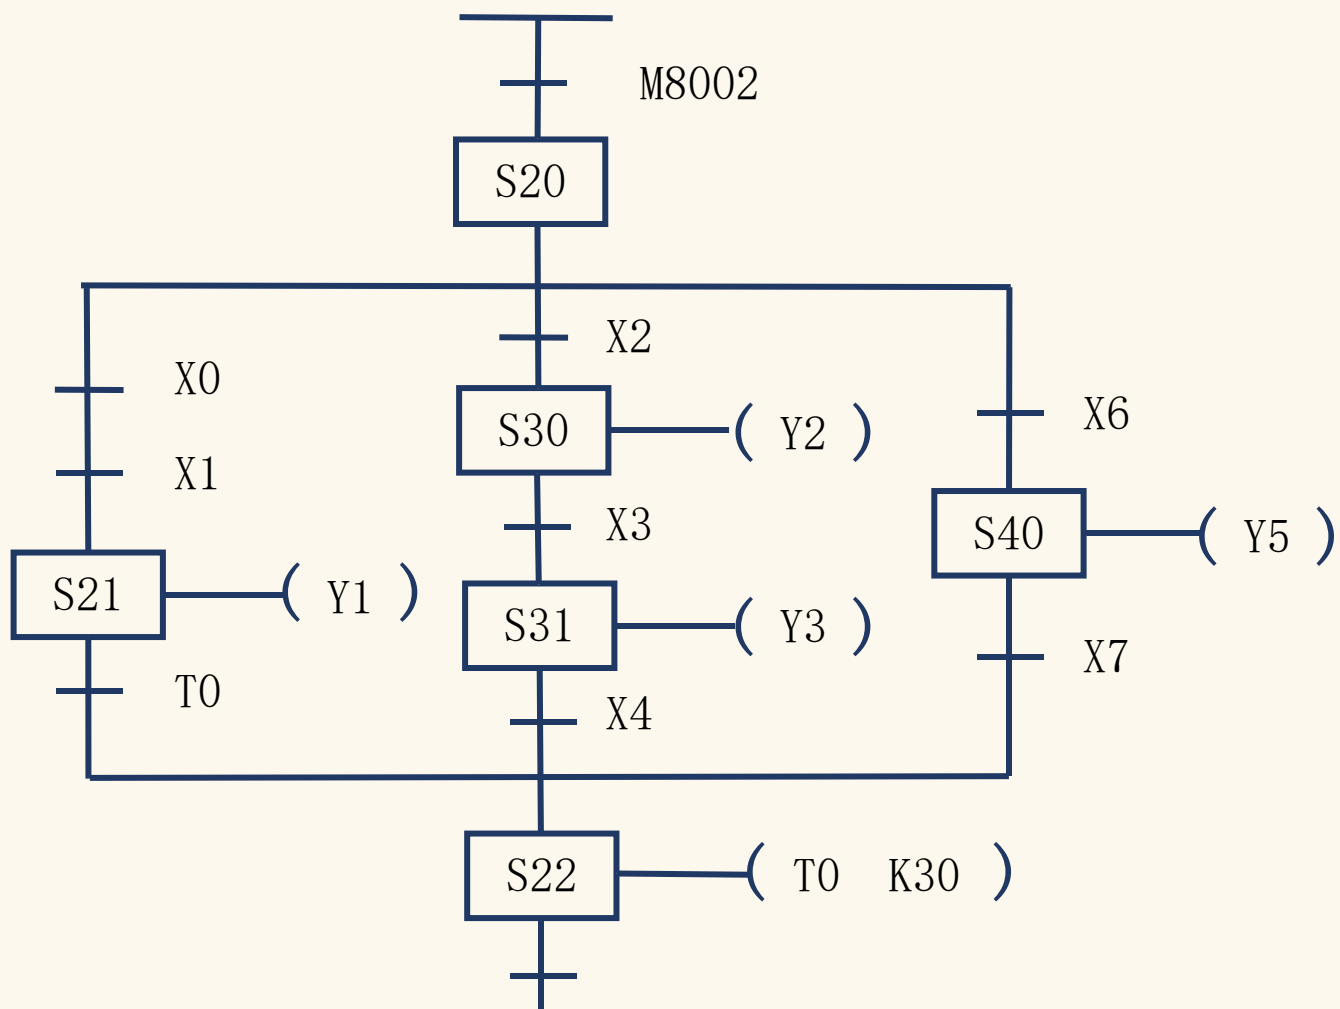 M8002
S20
X2
X0
X6
S30 ( Y2 )
X1
X3
S40 ( Y5 )
S21 ( Y1 )
S31 ( Y3 )
X7
T0
X4
S22 ( T0 K30 )